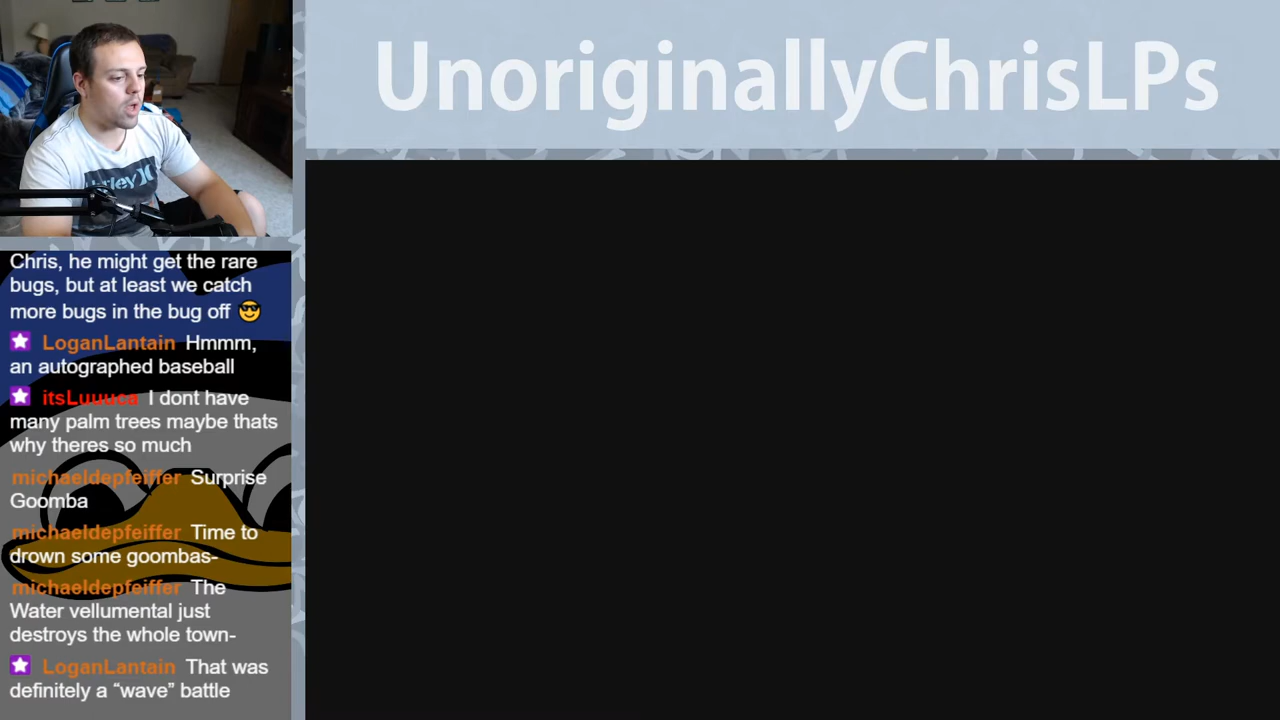 UnoriginallyChrisLPs
Chris, he might get the rare
bugs, but at least we catch
more bugs in the bug off 😎
LoganLantain Hmmm,
an autographed baseball
itsLuuuca I dont have
many palm trees maybe thats
why theres so much
michaeldepfeiffer Surprise
Goomba
michaeldepfeiffer Time to
drown some goombas-
michaeldepfeiffer The
Water vellumental just
destroys the whole town-
LoganLantain That was
definitely a “wave” battle